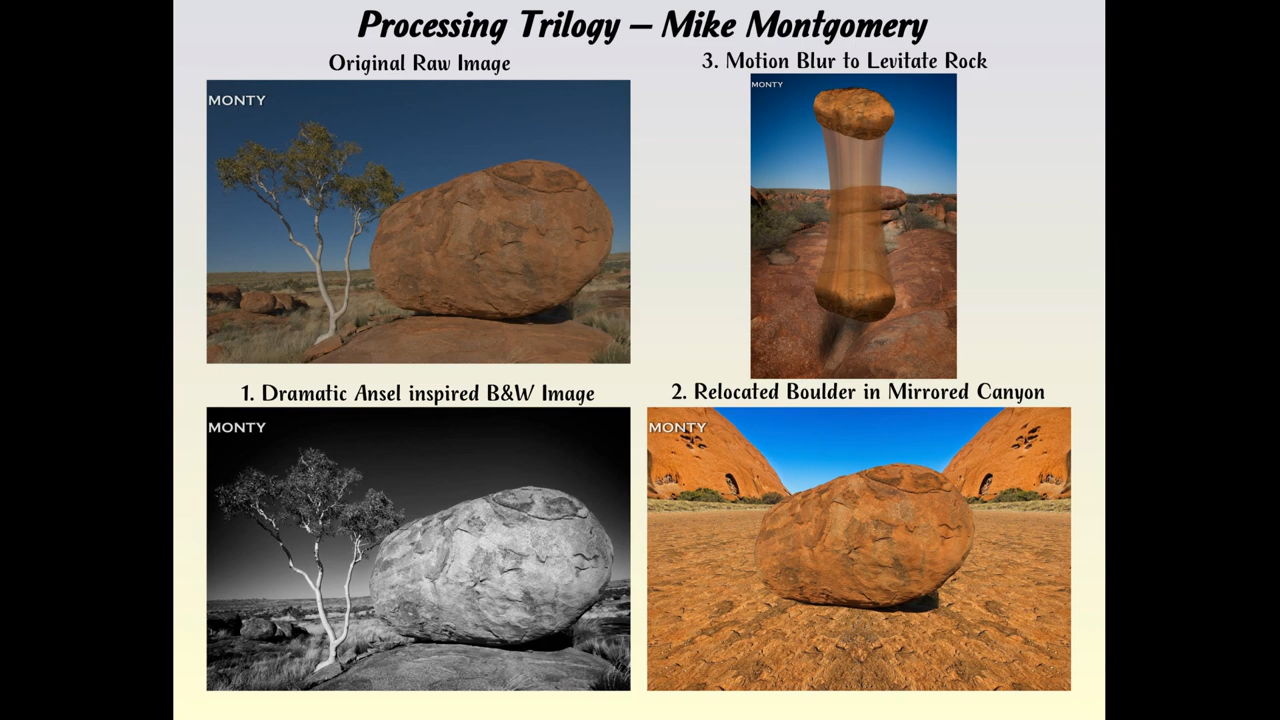 Processing Trilogy – Mike Montgomery
Original Raw Image
MONTY
3. Motion Blur to Levitate Rock
MONTY
1. Dramatic Ansel inspired B&W Image
MONTY
2. Relocated Boulder in Mirrored Canyon
MONTY